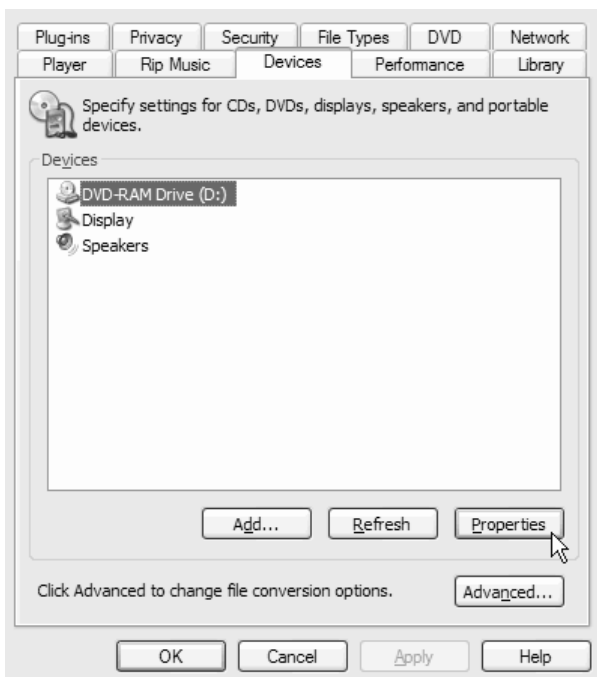 Plug-ins Privacy Security File Types DVD Network
Player Rip Music Devices Performance Library
Specify settings for CDs, DVDs, displays, speakers, and portable
devices.
Devices
DVD-RAM Drive (D:)
Display
Speakers
Add... Refresh Properties
Click Advanced to change file conversion options. Advanced...
OK Cancel Apply Help